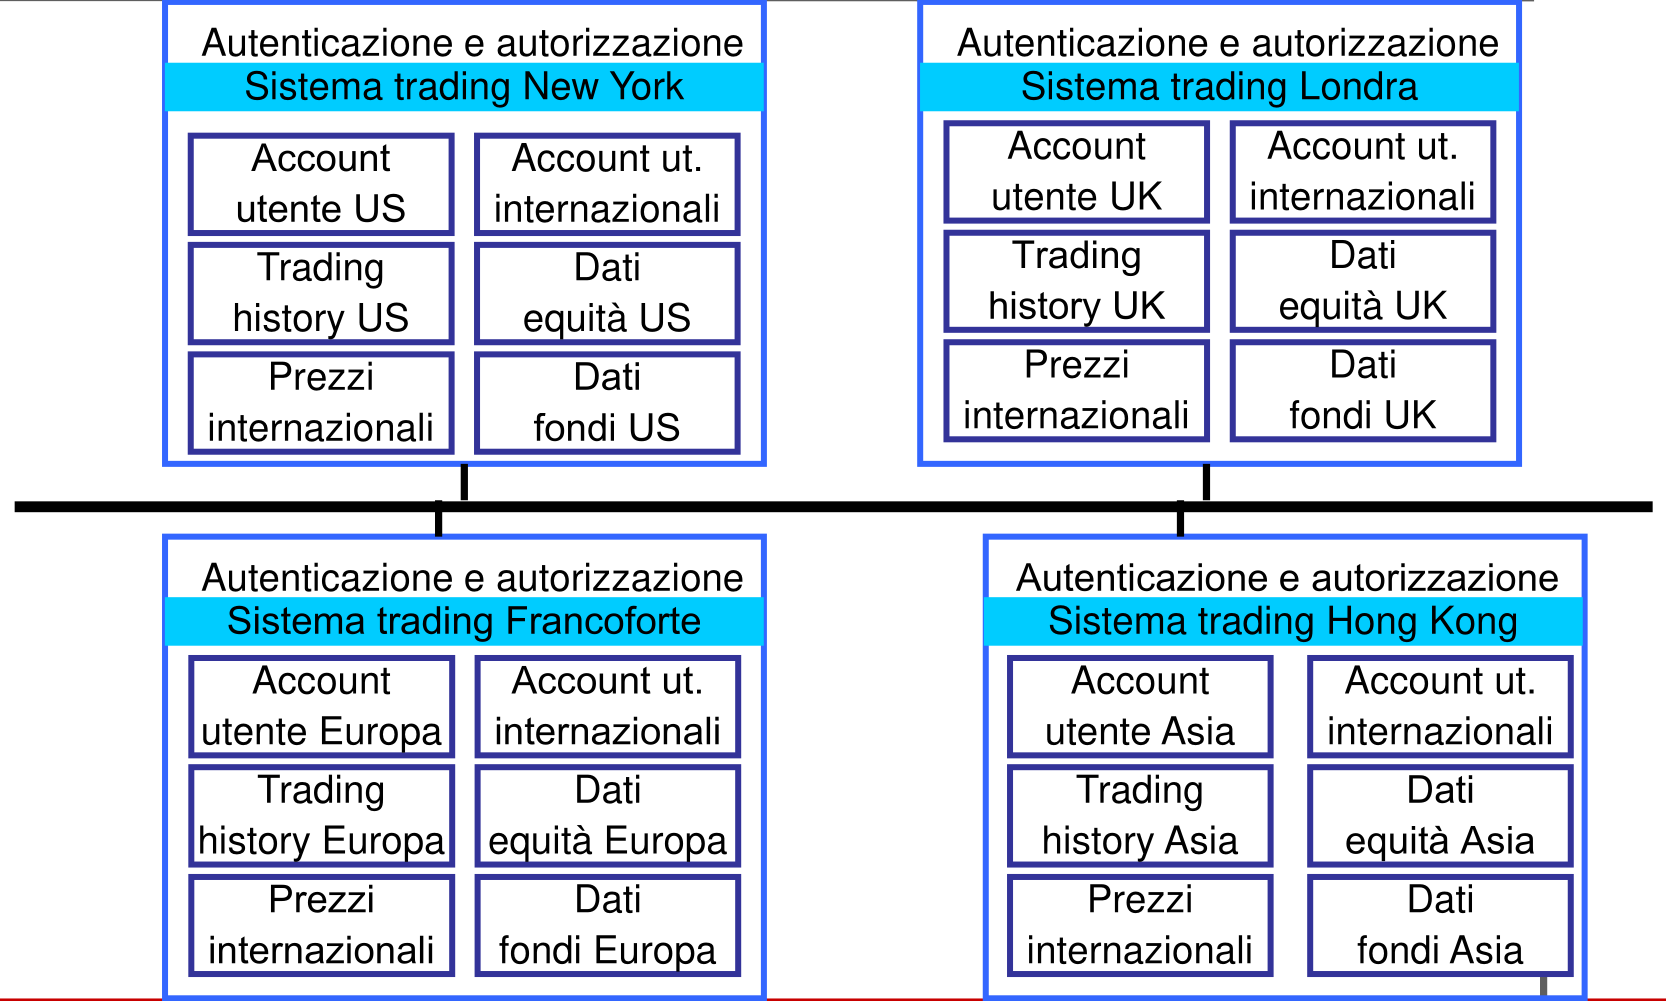 Autenticazione e autorizzazione
Sistema trading New York
Account
utente US
Account ut.
internazionali
Trading
history US
Dati
equità US
Prezzi
internazionali
Dati
fondi US
Autenticazione e autorizzazione
Sistema trading Londra
Account
utente UK
Account ut.
internazionali
Trading
history UK
Dati
equità UK
Prezzi
internazionali
Dati
fondi UK
Autenticazione e autorizzazione
Sistema trading Francoforte
Account
utente Europa
Account ut.
internazionali
Trading
history Europa
Dati
equità Europa
Prezzi
internazionali
Dati
fondi Europa
Autenticazione e autorizzazione
Sistema trading Hong Kong
Account
utente Asia
Account ut.
internazionali
Trading
history Asia
Dati
equità Asia
Prezzi
internazionali
Dati
fondi Asia